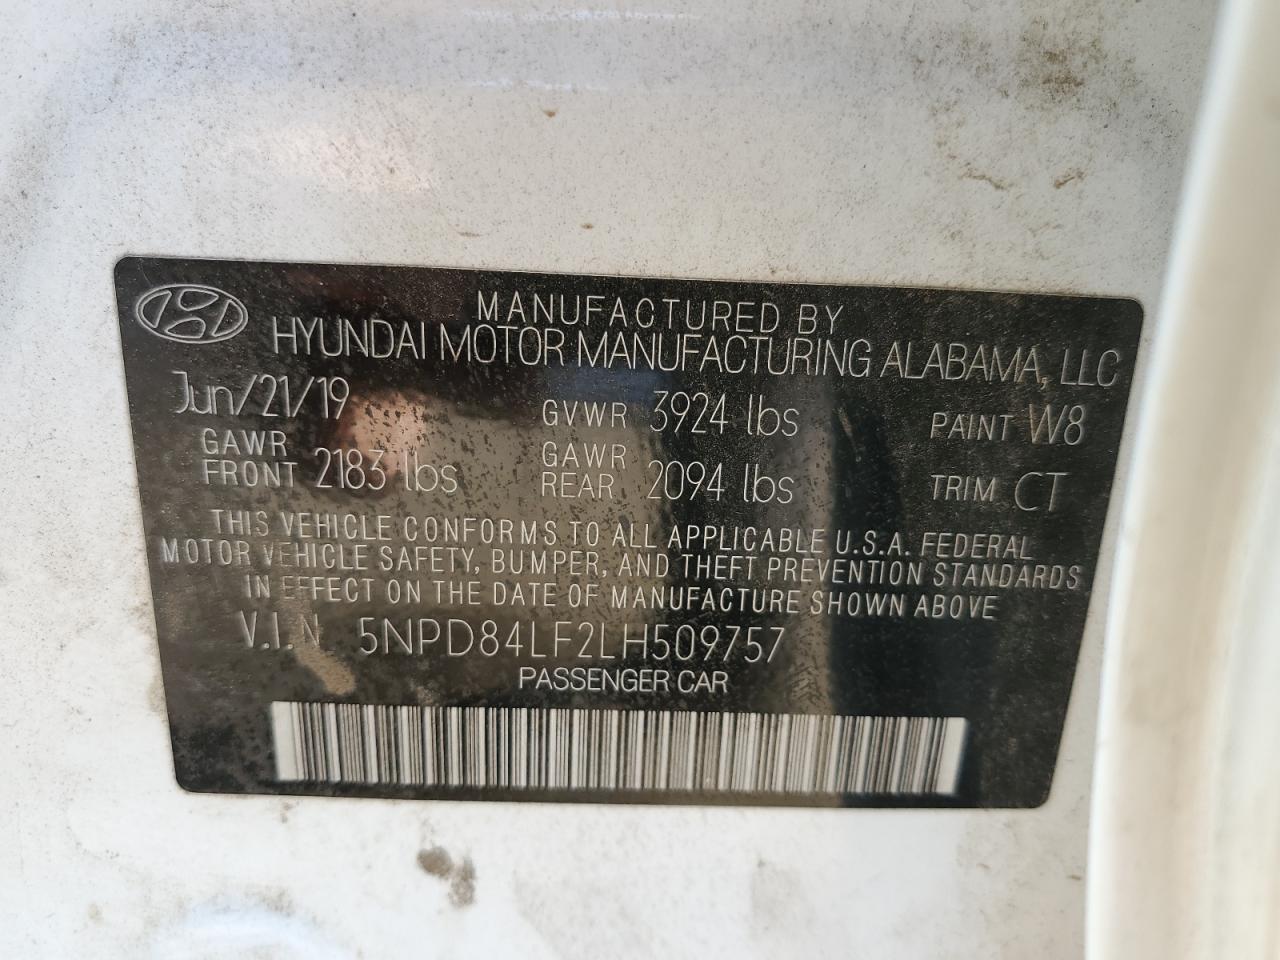 MANUFACTURED BY
HYUNDAI MOTOR MANUFACTURING ALABAMA, LLC
Jun/21/19 GVWR 3924 lbs PAINT W8
GAWR FRONT 2183 lbs GAWR REAR 2094 lbs TRIM CT
THIS VEHICLE CONFORMS TO ALL APPLICABLE U.S.A. FEDERAL
MOTOR VEHICLE SAFETY, BUMPER, AND THEFT PREVENTION STANDARDS
IN EFFECT ON THE DATE OF MANUFACTURE SHOWN ABOVE
V.I.N 5NPD84LF2LH509757
PASSENGER CAR